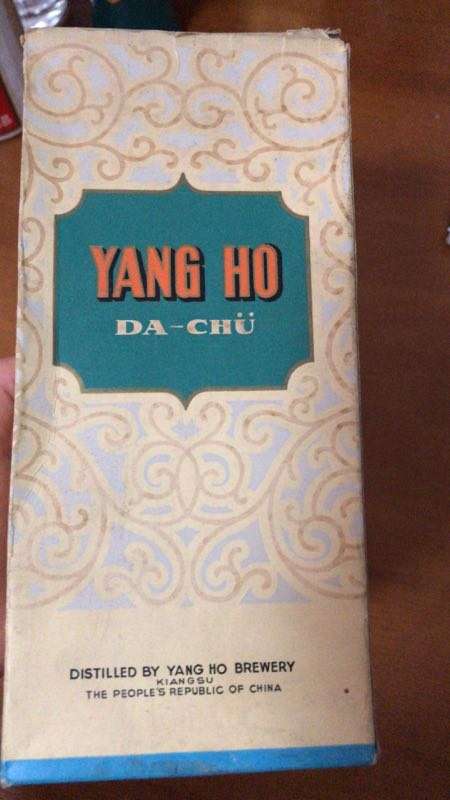 YANG HO
DA-CHÜ
DISTILLED BY YANG HO BREWERY
KIANGSU
THE PEOPLE'S REPUBLIC OF CHINA